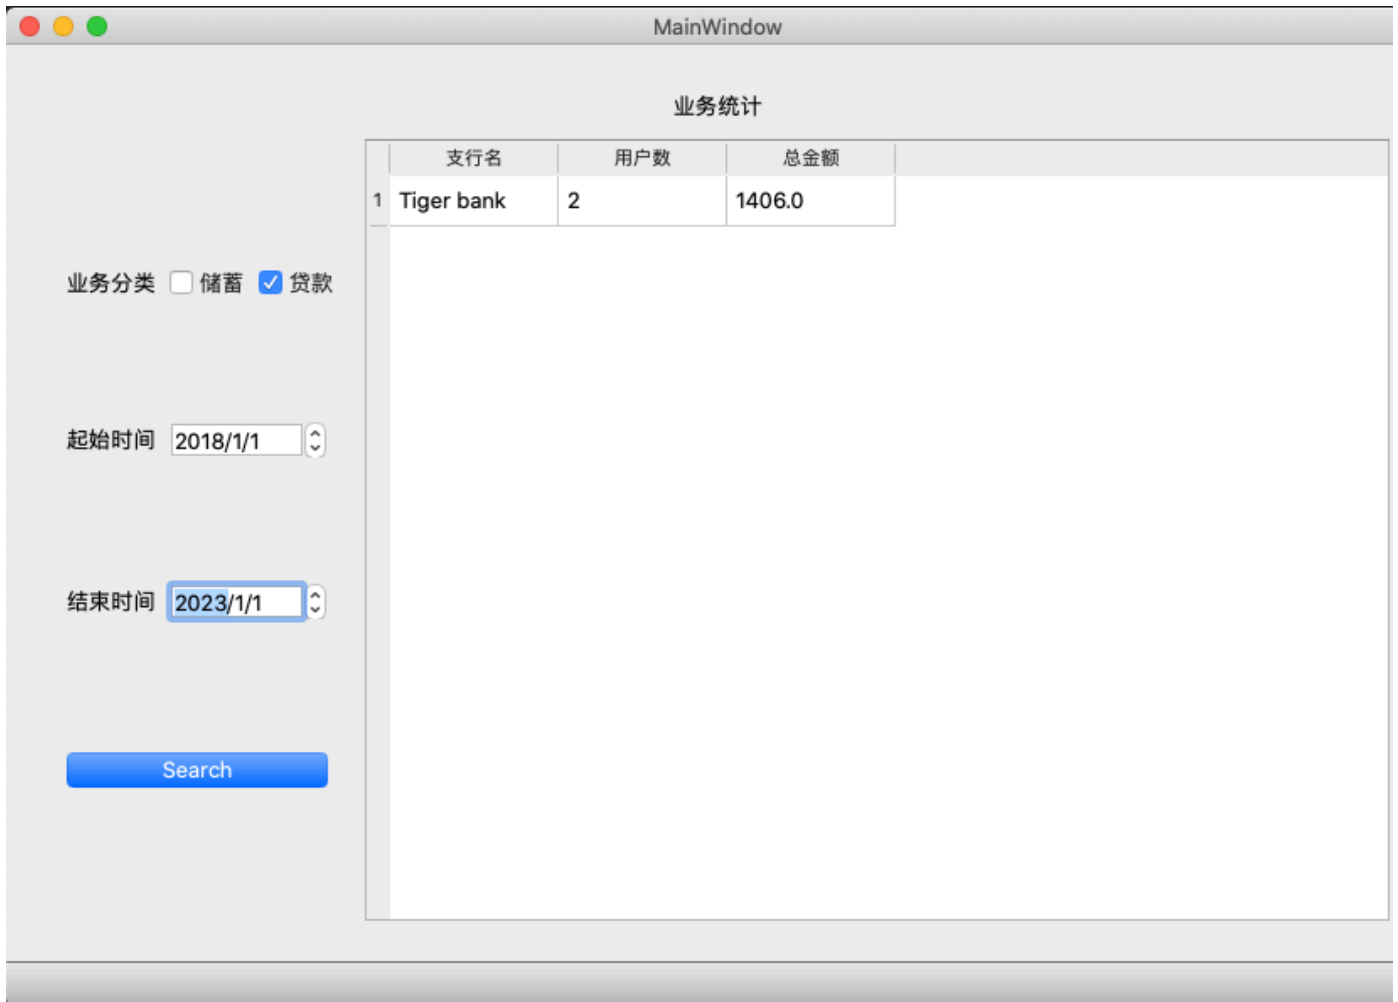 MainWindow
业务统计
支行名 用户数 总金额
1 Tiger bank 2 1406.0
业务分类 储蓄 贷款
起始时间 2018/1/1
结束时间 2023/1/1
Search